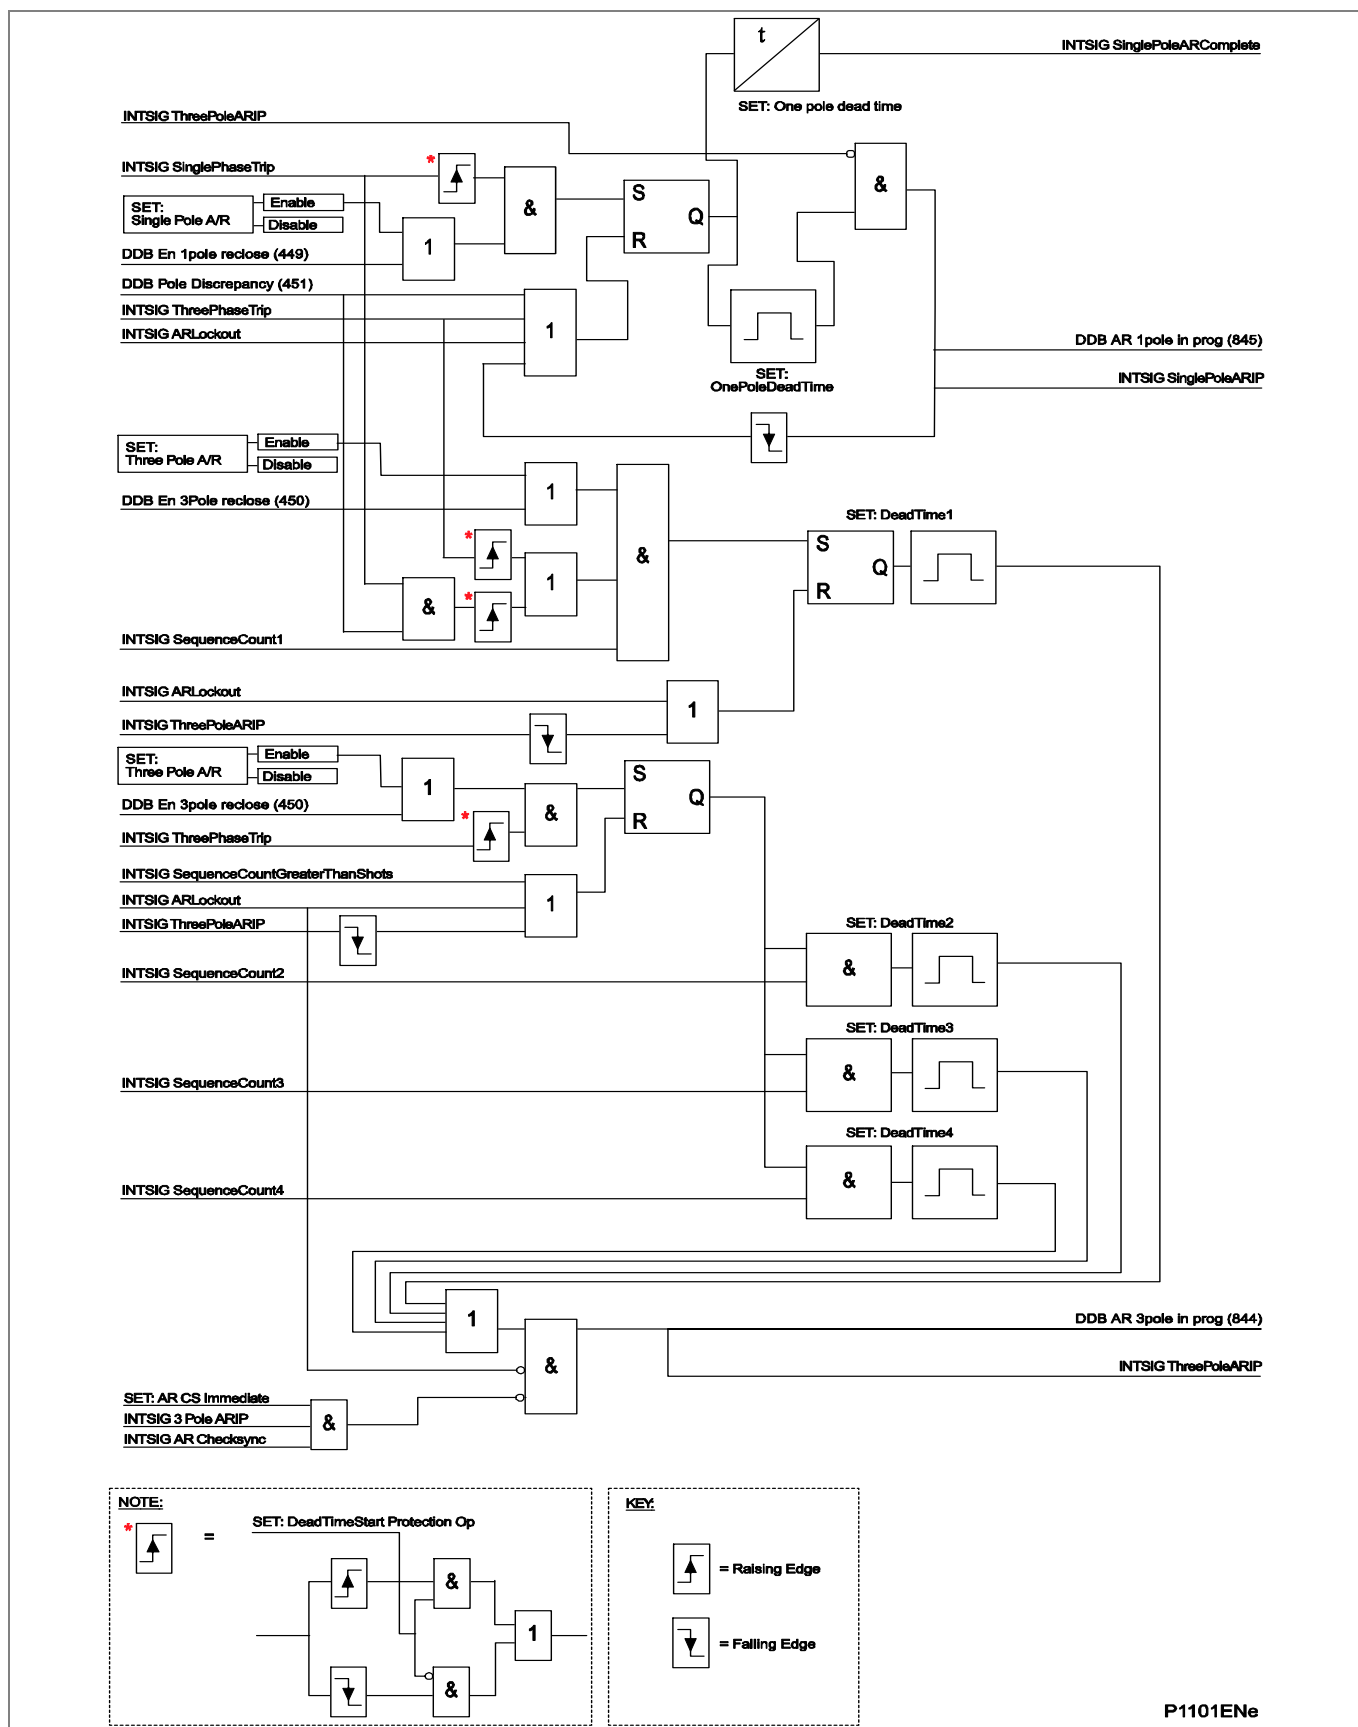 t
INTSIG SinglePoleARComplete
SET: One pole dead time
INTSIG ThreePoleARIP
INTSIG SinglePhaseTrip
*
&
&
SET:
Single Pole A/R
Enable
Disable
1
S
Q
R
DDB En 1pole reclose (449)
DDB Pole Discrepancy (451)
INTSIG ThreePhaseTrip
INTSIG ARLockout
1
DDB AR 1pole in prog (845)
SET:
OnePoleDeadTime
INTSIG SinglePoleARIP
SET:
Three Pole A/R
Enable
Disable
1
DDB En 3Pole reclose (450)
*
1
&
SET: DeadTime1
S
Q
R
*
&
INTSIG SequenceCount1
INTSIG ARLockout
1
INTSIG ThreePoleARIP
SET:
Three Pole A/R
Enable
Disable
1
S
Q
R
DDB En 3pole reclose (450)
*
&
INTSIG ThreePhaseTrip
INTSIG SequenceCountGreaterThanShots
INTSIG ARLockout
1
INTSIG ThreePoleARIP
SET: DeadTime2
&
INTSIG SequenceCount2
SET: DeadTime3
&
INTSIG SequenceCount3
SET: DeadTime4
&
INTSIG SequenceCount4
1
DDB AR 3pole in prog (844)
&
INTSIG ThreePoleARIP
SET: AR CS Immediate
INTSIG 3 Pole ARIP
&
INTSIG AR Checksync
NOTE:
*
=
SET: DeadTimeStart Protection Op
&
1
&
KEY:
= Raising Edge
= Falling Edge
P1101ENe